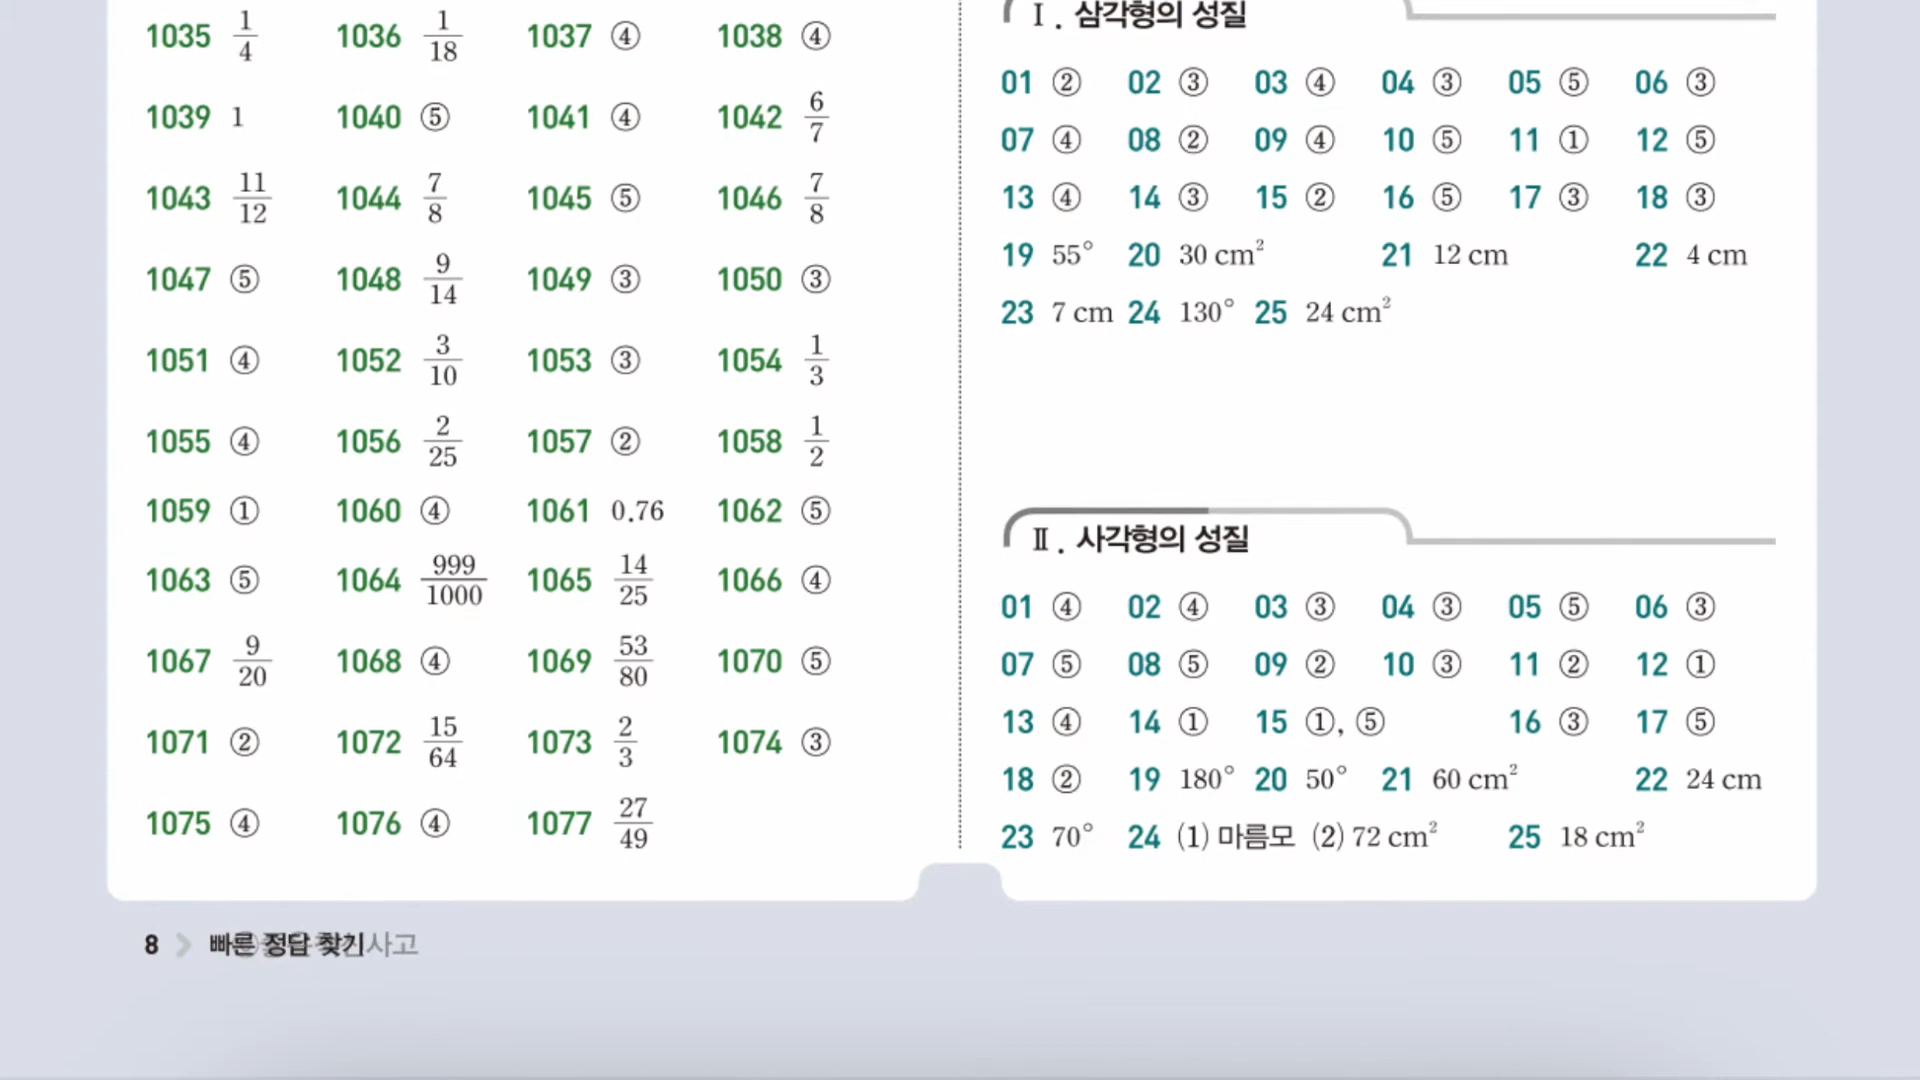 1035 1/4 1036 1/18 1037 ④ 1038 ④
1039 1 1040 ⑤ 1041 ④ 1042 6/7
1043 11/12 1044 7/8 1045 ⑤ 1046 7/8
1047 ⑤ 1048 9/14 1049 ③ 1050 ③
1051 ④ 1052 3/10 1053 ③ 1054 1/3
1055 ④ 1056 2/25 1057 ② 1058 1/2
1059 ① 1060 ④ 1061 0.76 1062 ⑤
1063 ⑤ 1064 999/1000 1065 14/25 1066 ④
1067 9/20 1068 ④ 1069 53/80 1070 ⑤
1071 ② 1072 15/64 1073 2/3 1074 ③
1075 ④ 1076 ④ 1077 27/49
Ⅰ. 삼각형의 성질
01 ② 02 ③ 03 ④ 04 ③ 05 ⑤ 06 ③
07 ④ 08 ② 09 ④ 10 ⑤ 11 ① 12 ⑤
13 ④ 14 ③ 15 ② 16 ⑤ 17 ③ 18 ③
19 55° 20 30 cm² 21 12 cm 22 4 cm
23 7 cm 24 130° 25 24 cm²
Ⅱ. 사각형의 성질
01 ④ 02 ④ 03 ③ 04 ③ 05 ⑤ 06 ③
07 ⑤ 08 ⑤ 09 ② 10 ③ 11 ② 12 ①
13 ④ 14 ① 15 ①, ⑤ 16 ③ 17 ⑤
18 ② 19 180° 20 50° 21 60 cm² 22 24 cm
23 70° 24 (1) 마름모 (2) 72 cm² 25 18 cm²
8 빠른 정답 찾기